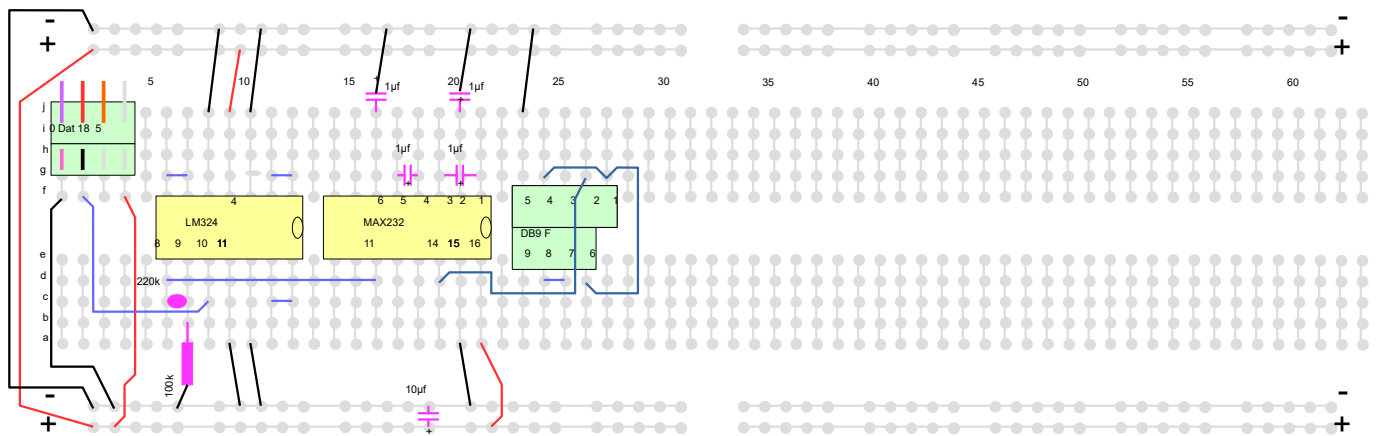 - -
+ +
5 10 15 20 25 30 35 40 45 50 55 60
1µf 1µf
j
i 0 Dat 18 5
h 1µf 1µf
g
f
4 6 5 4 3 2 1 5 4 3 2 1
LM324 MAX232
DB9 F
8 9 10 11 11 14 15 16 9 8 7 6
e
d 220k
c
b
a
100k 10µf
- -
+ +